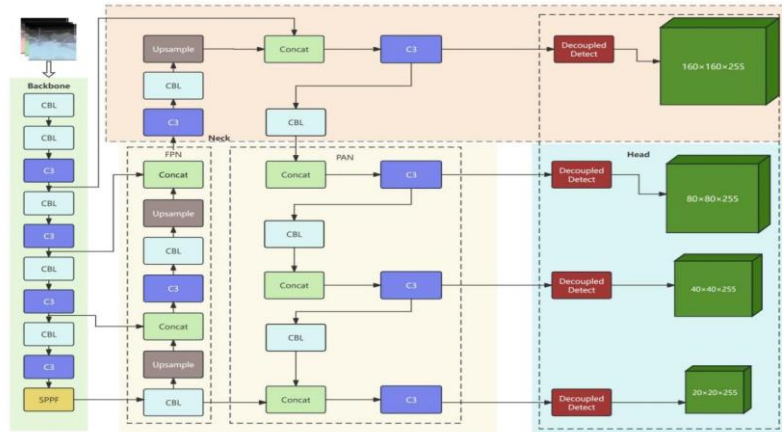 Backbone
CBL
CBL
C3
CBL
C3
CBL
C3
CBL
C3
SPPF
Upsample
CBL
C3
Concat
C3
CBL
Decoupled
Detect
160×160×255
Neck
FPN
Concat
Upsample
CBL
C3
Concat
Upsample
CBL
PAN
Concat
C3
CBL
Concat
C3
CBL
Concat
C3
Head
Decoupled
Detect
80×80×255
Decoupled
Detect
40×40×255
Decoupled
Detect
20×20×255